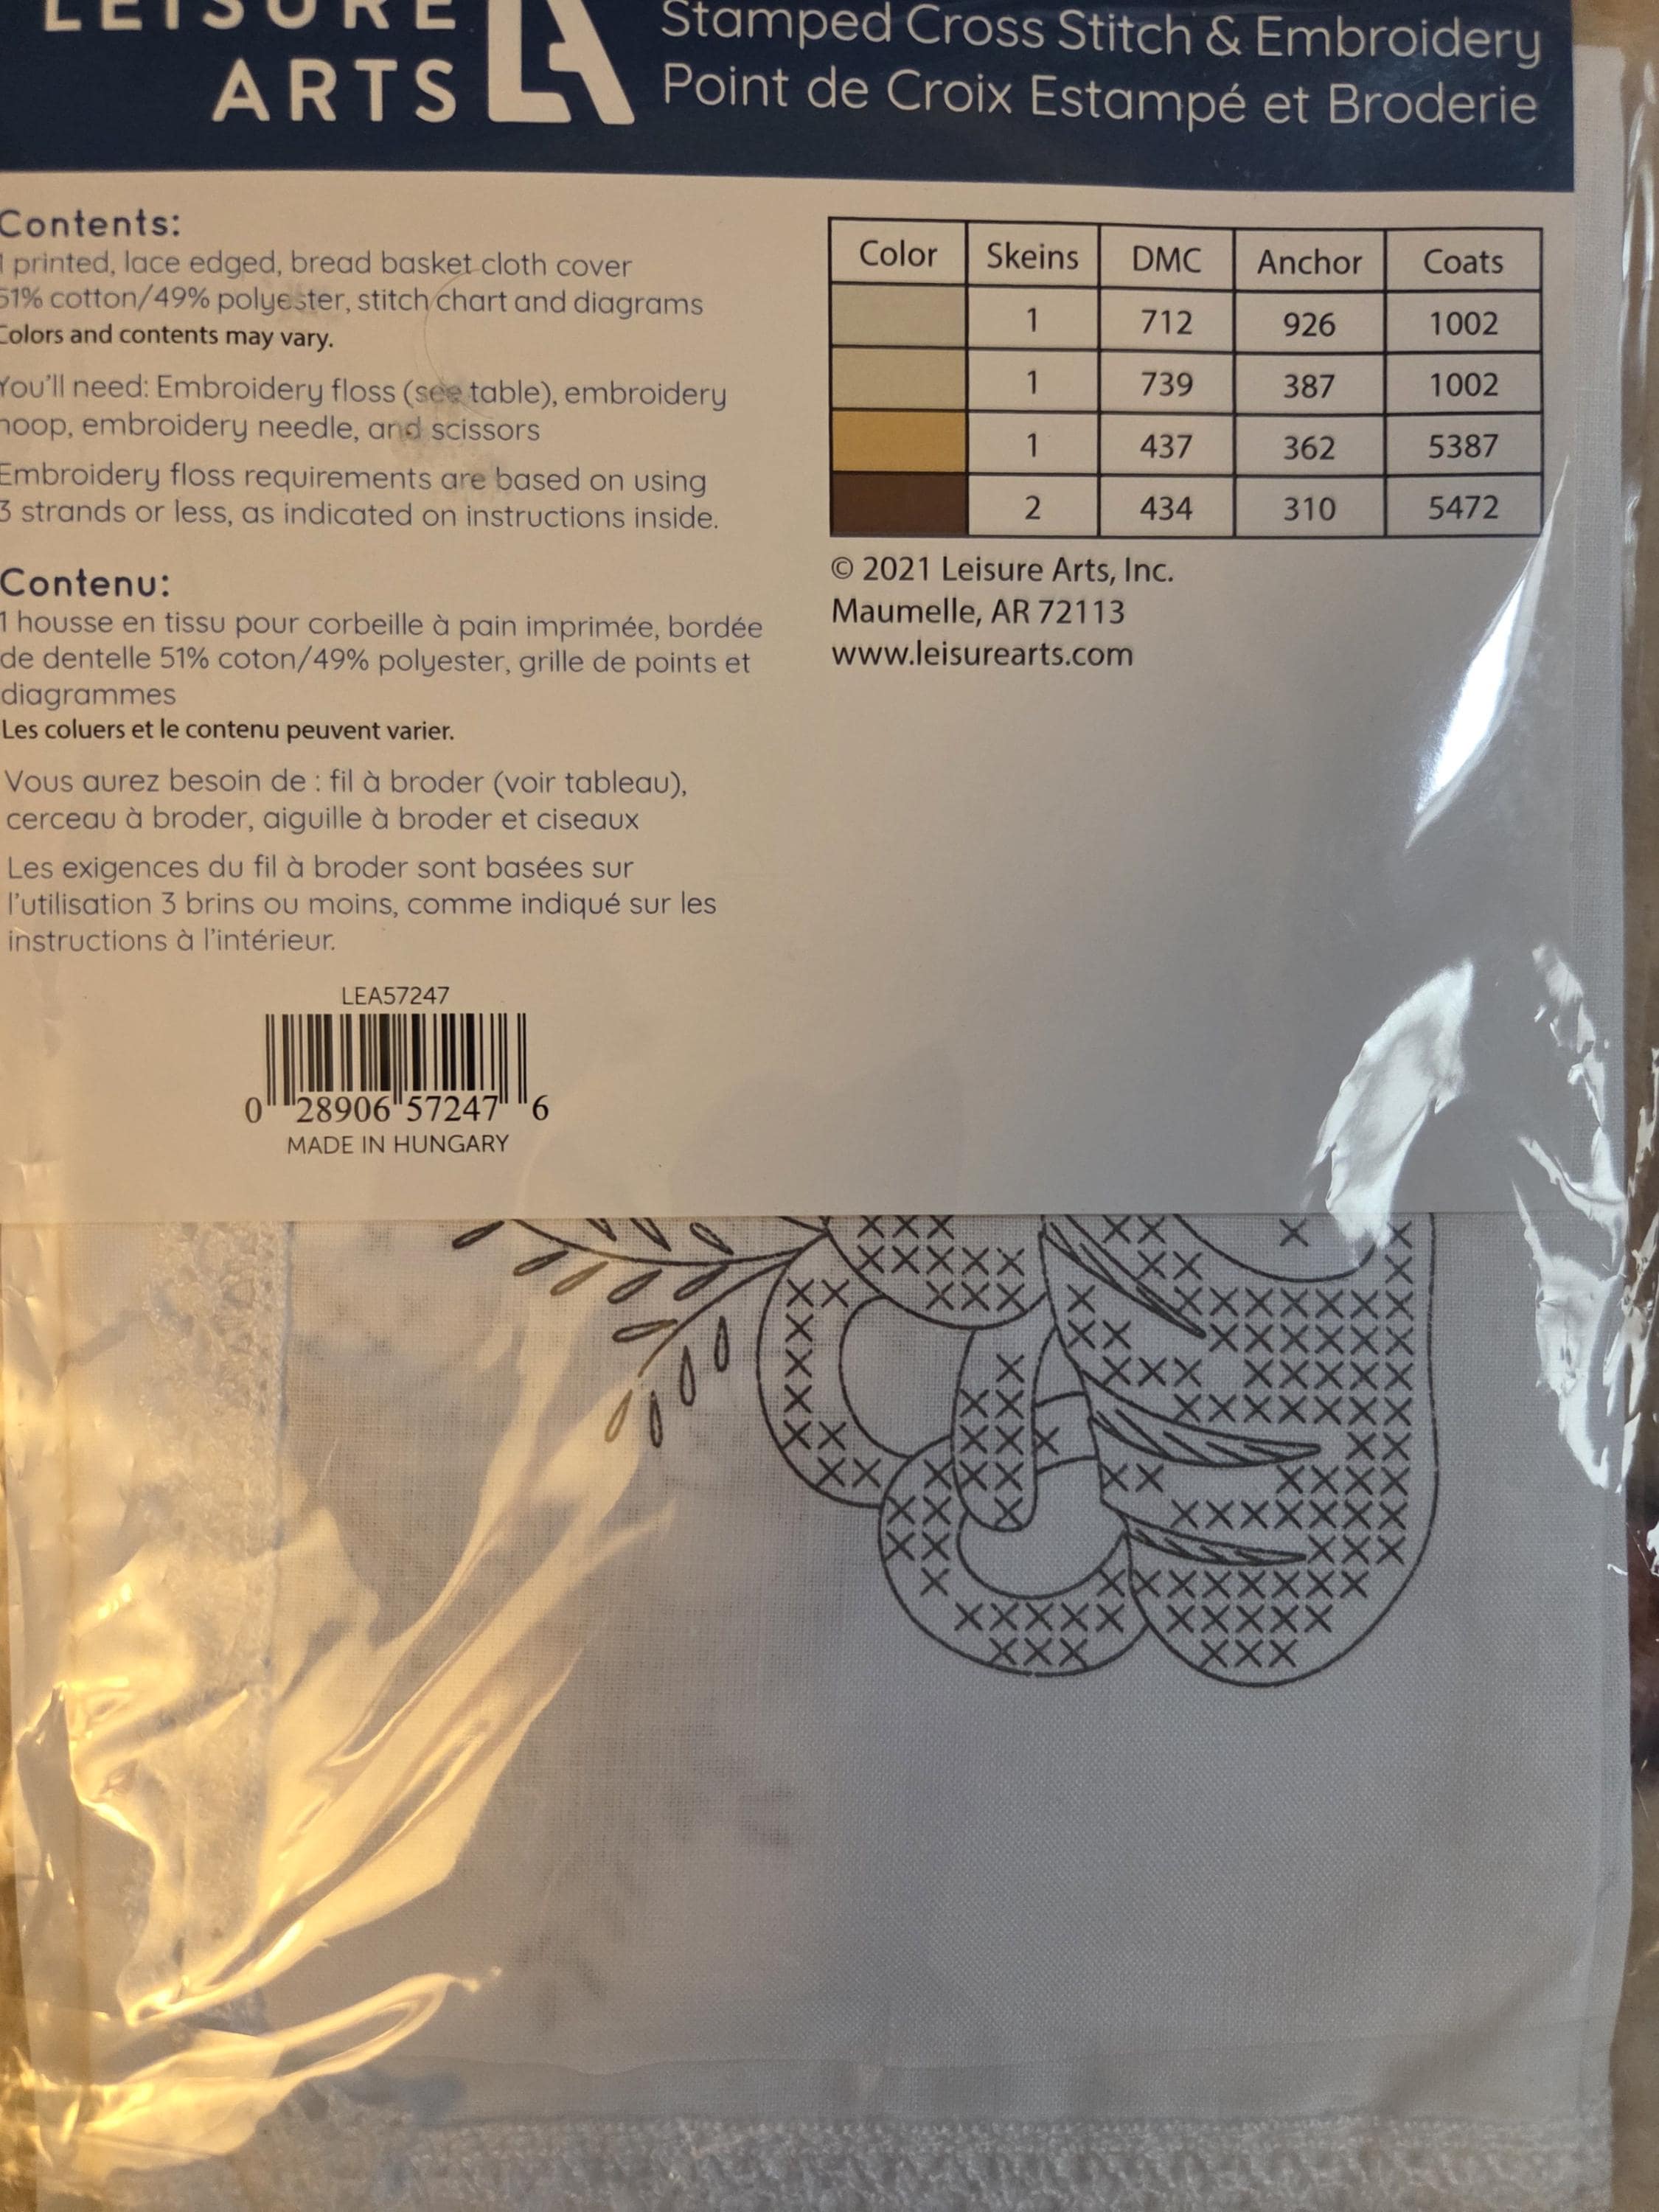 LEISURE
ARTS
Stamped Cross Stitch & Embroidery
Point de Croix Estampé et Broderie
Contents:
1 printed, lace edged, bread basket cloth cover
51% cotton/49% polyester, stitch chart and diagrams
Colors and contents may vary.
You'll need: Embroidery floss (see table), embroidery
hoop, embroidery needle, and scissors
Embroidery floss requirements are based on using
3 strands or less, as indicated on instructions inside.
Contenu:
1 housse en tissu pour corbeille à pain imprimée, bordée
de dentelle 51% coton/49% polyester, grille de points et
diagrammes
Les coluers et le contenu peuvent varier.
Vous aurez besoin de : fil à broder (voir tableau),
cerceau à broder, aiguille à broder et ciseaux
Les exigences du fil à broder sont basées sur
l'utilisation 3 brins ou moins, comme indiqué sur les
instructions à l'intérieur.
LEA57247
0 28906 57247 6
MADE IN HUNGARY
Color Skeins DMC Anchor Coats
1 712 926 1002
1 739 387 1002
1 437 362 5387
2 434 310 5472
© 2021 Leisure Arts, Inc.
Maumelle, AR 72113
www.leisurearts.com